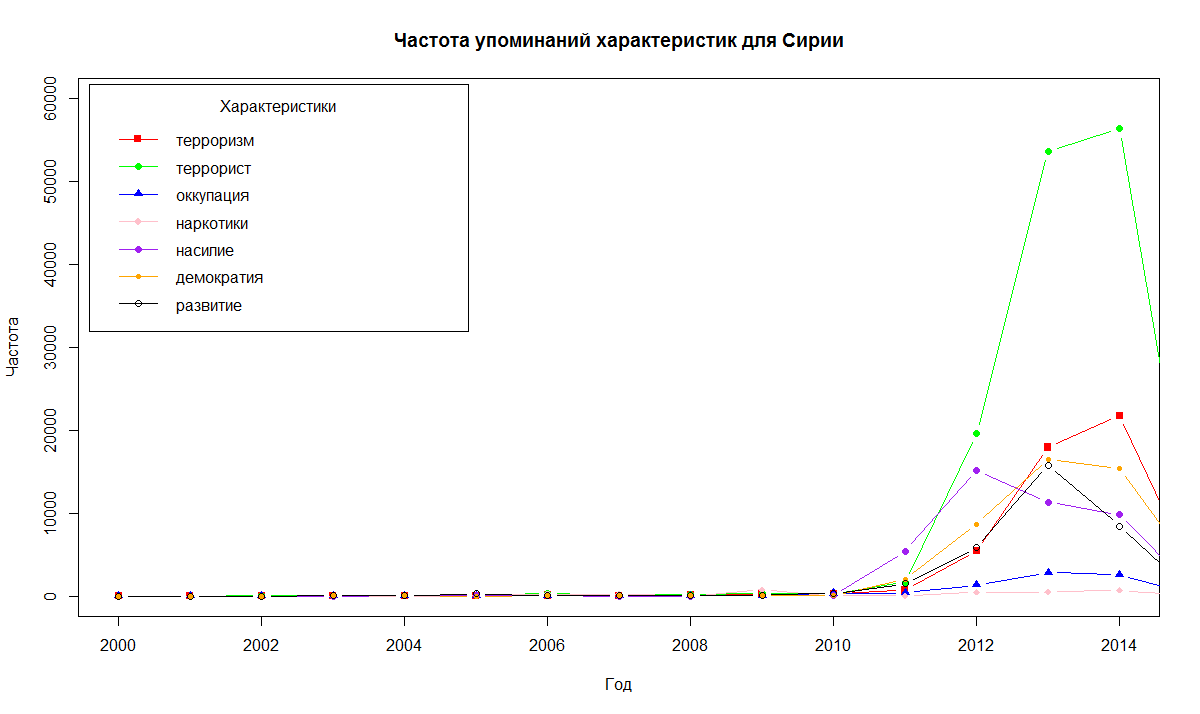 Частота упоминаний характеристик для Сирии
Характеристики
терроризм
террорист
оккупация
наркотики
насилие
демократия
развитие
Частота
60000
50000
40000
30000
20000
10000
0
2000 2002 2004 2006 2008 2010 2012 2014
Год